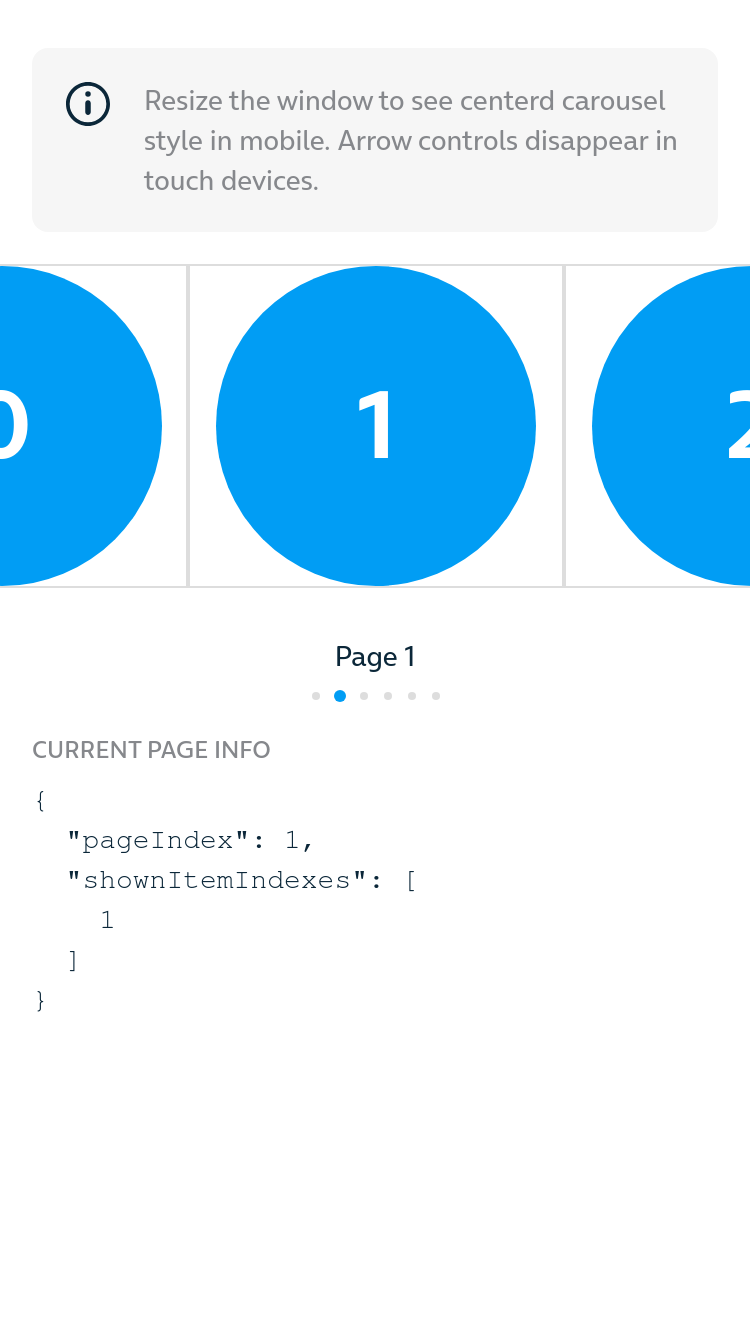 Resize the window to see centerd carousel
style in mobile. Arrow controls disappear in
touch devices.
0 1 2
Page 1
CURRENT PAGE INFO
{
  "pageIndex": 1,
  "shownItemIndexes": [
    1
  ]
}